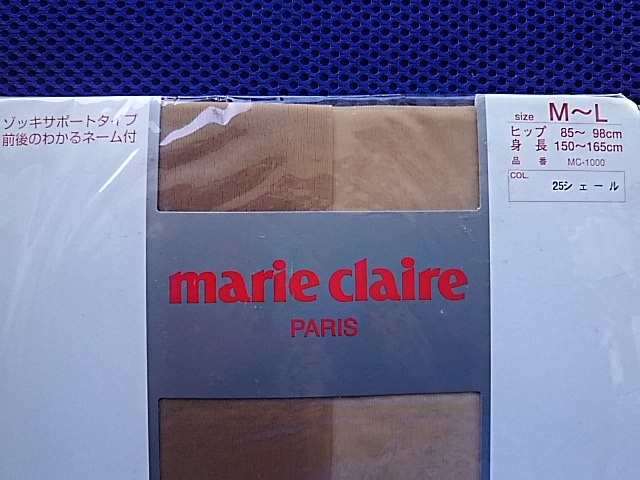 ゾッキサポートタイプ
前後のわかるネーム付
size M〜L
ヒップ 85〜 98cm
身長 150〜165cm
品番 MC-1000
COL.
25シェール
marie claire
PARIS